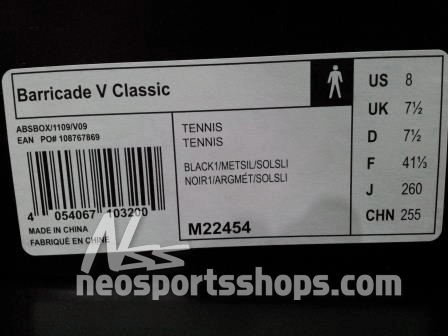 Barricade V Classic
ABSBOX/1109/V09
EAN PO# 108767869
4 054067 103200
MADE IN CHINA
FABRIQUÉ EN CHINE
TENNIS
TENNIS
BLACK1/METSIL/SOLSLI
NOIR1/ARGMÉT/SOLSLI
M22454
US 8
UK 7½
D 7½
F 41⅓
J 260
CHN 255
Nss
neosportsshops.com